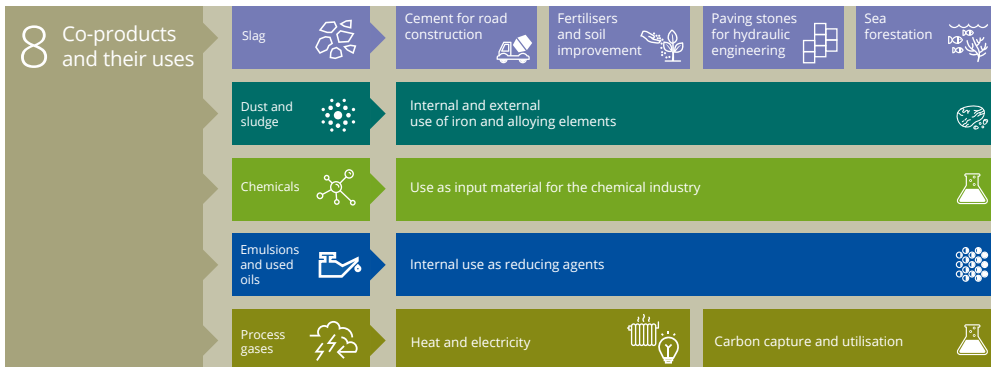 8
Co-products
and their uses
Slag
Cement for road
construction
Fertilisers
and soil
improvement
Paving stones
for hydraulic
engineering
Sea
forestation
Dust and
sludge
Internal and external
use of iron and alloying elements
Chemicals
Use as input material for the chemical industry
Emulsions
and used
oils
Internal use as reducing agents
Process
gases
Heat and electricity
Carbon capture and utilisation